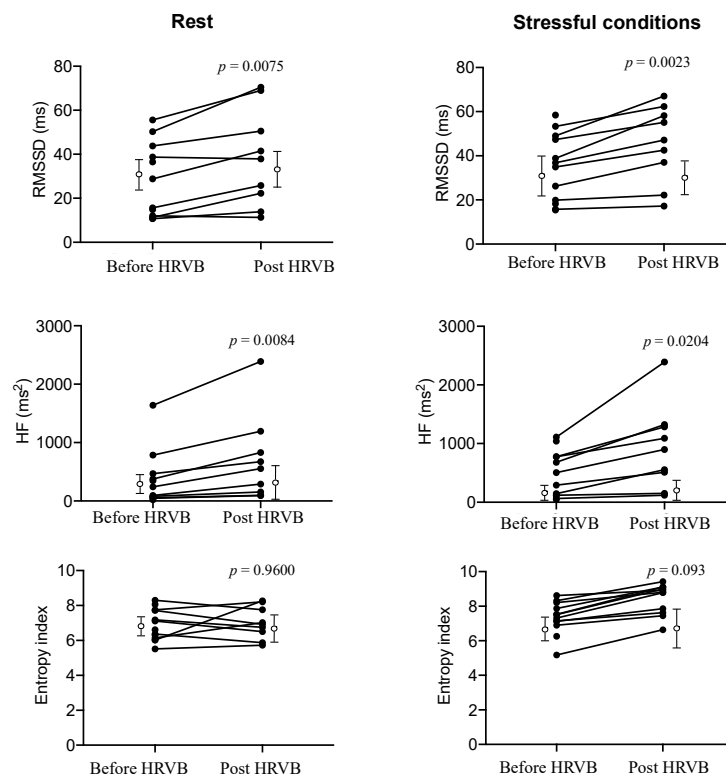 Rest
Stressful conditions
p = 0.0075
RMSSD (ms)
80
60
40
20
0
Before HRVB
Post HRVB
p = 0.0023
RMSSD (ms)
80
60
40
20
0
Before HRVB
Post HRVB
p = 0.0084
HF (ms²)
3000
2000
1000
0
Before HRVB
Post HRVB
p = 0.0204
HF (ms²)
3000
2000
1000
0
Before HRVB
Post HRVB
p = 0.9600
Entropy index
10
8
6
4
2
0
Before HRVB
Post HRVB
p = 0.093
Entropy index
10
8
6
4
2
0
Before HRVB
Post HRVB